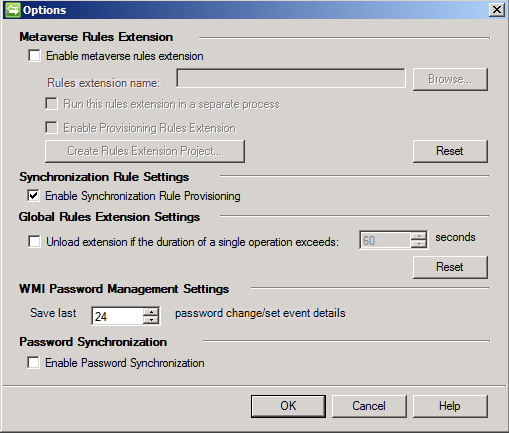 Options
Metaverse Rules Extension
Enable metaverse rules extension
Rules extension name:
Browse...
Run this rules extension in a separate process
Enable Provisioning Rules Extension
Create Rules Extension Project...
Reset
Synchronization Rule Settings
Enable Synchronization Rule Provisioning
Global Rules Extension Settings
Unload extension if the duration of a single operation exceeds: 60 seconds
Reset
WMI Password Management Settings
Save last 24 password change/set event details
Password Synchronization
Enable Password Synchronization
OK Cancel Help